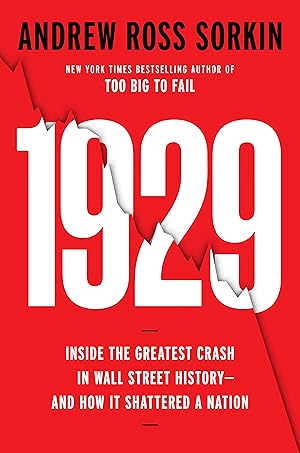 ANDREW ROSS SORKIN
NEW YORK TIMES BESTSELLING AUTHOR OF
TOO BIG TO FAIL
1929
INSIDE THE GREATEST CRASH
IN WALL STREET HISTORY—
AND HOW IT SHATTERED A NATION